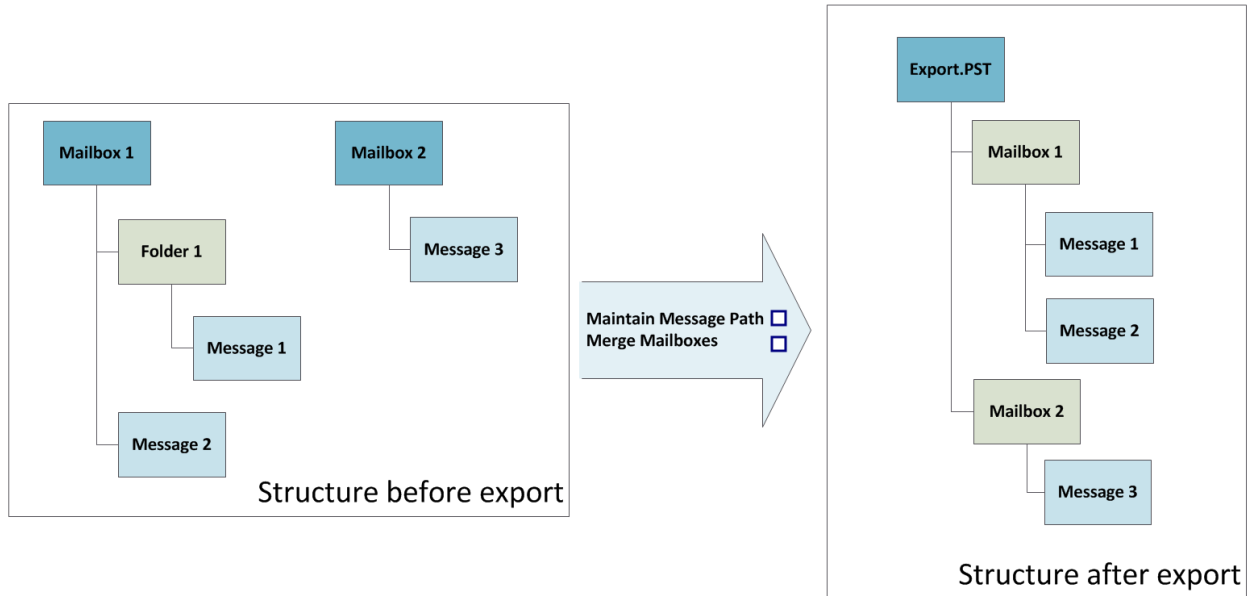 Mailbox 1
Mailbox 2
Folder 1
Message 3
Message 1
Message 2
Structure before export
Maintain Message Path
Merge Mailboxes
Export.PST
Mailbox 1
Message 1
Message 2
Mailbox 2
Message 3
Structure after export